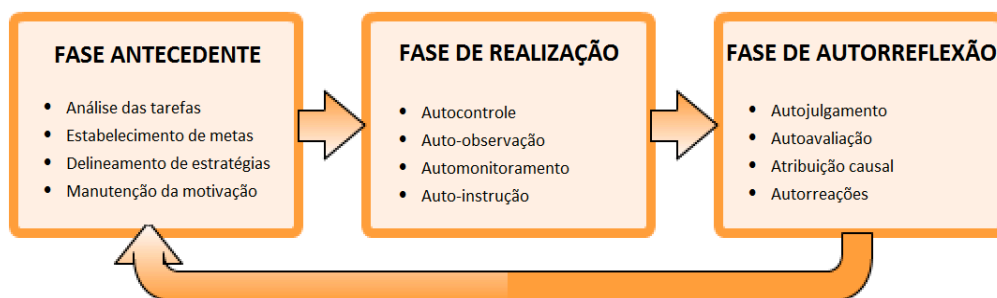 FASE ANTECEDENTE
• Análise das tarefas
• Estabelecimento de metas
• Delineamento de estratégias
• Manutenção da motivação
FASE DE REALIZAÇÃO
• Autocontrole
• Auto-observação
• Automonitoramento
• Auto-instrução
FASE DE AUTORREFLEXÃO
• Autojulgamento
• Autoavaliação
• Atribuição causal
• Autorreações